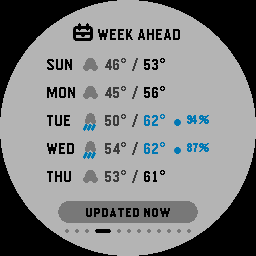 WEEK AHEAD
SUN 46° / 53°
MON 45° / 56°
TUE 50° / 62° 94%
WED 54° / 62° 87%
THU 53° / 61°
UPDATED NOW